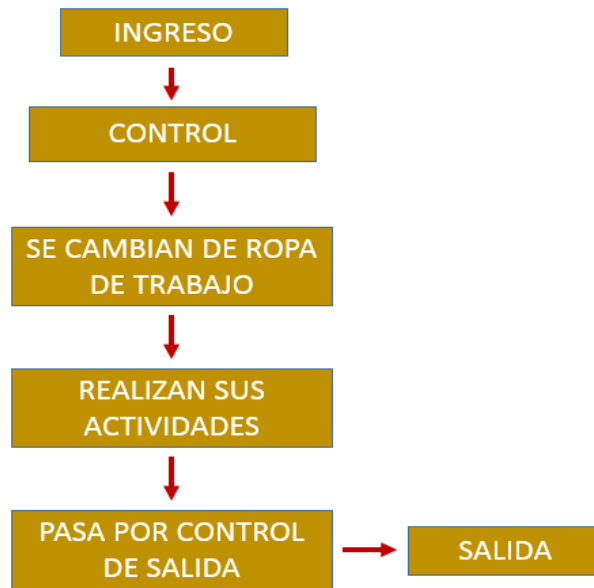 INGRESO
CONTROL
SE CAMBIAN DE ROPA
DE TRABAJO
REALIZAN SUS
ACTIVIDADES
PASA POR CONTROL
DE SALIDA
SALIDA